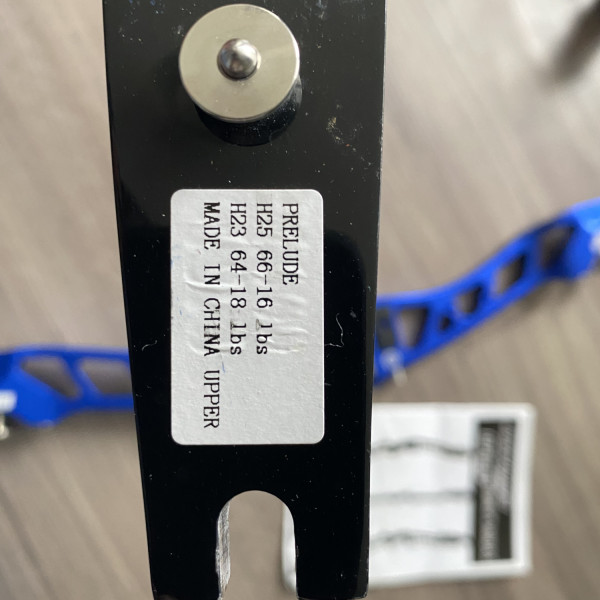 PRELUDE
H25 66-16 lbs
H23 64-18 lbs
MADE IN CHINA UPPER